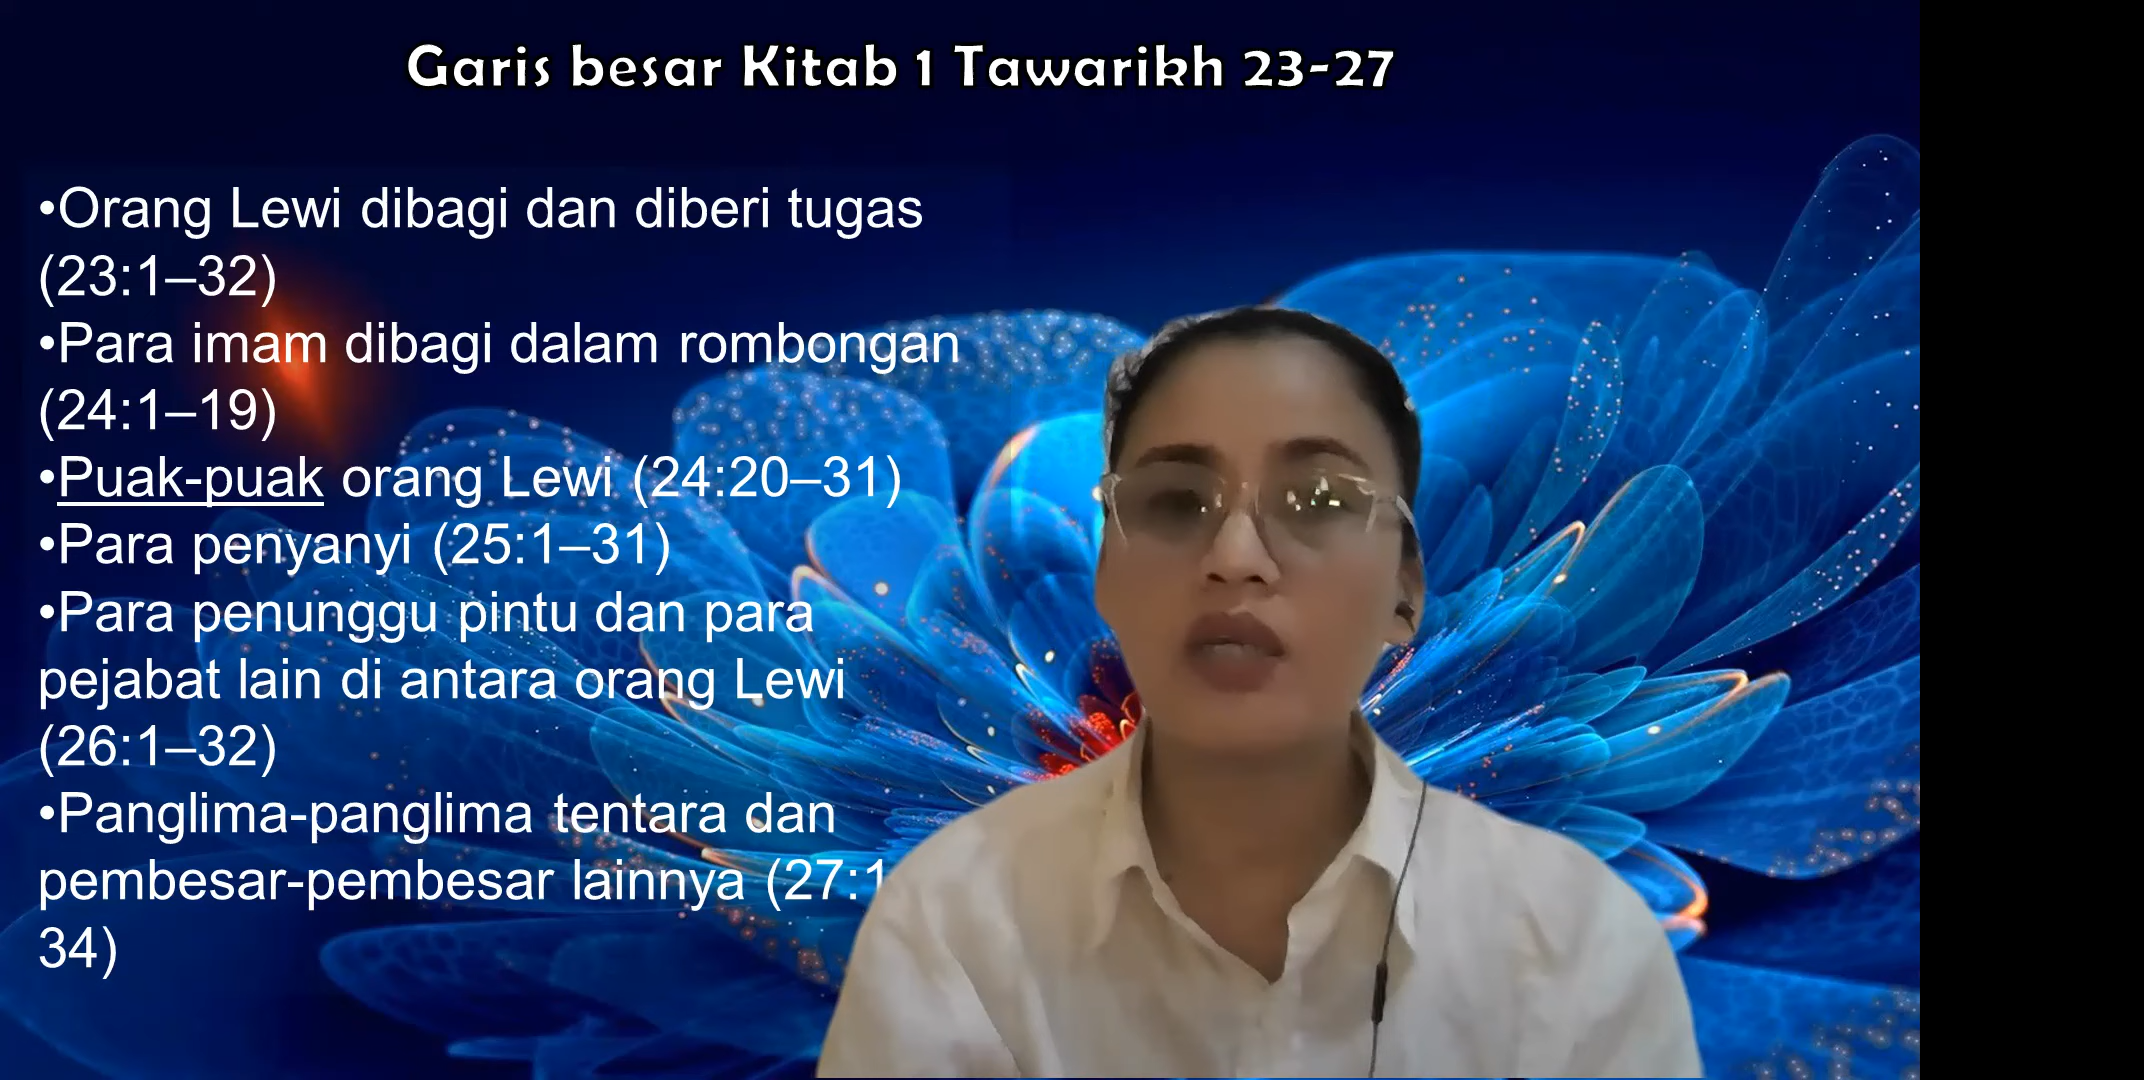 Garis besar Kitab 1 Tawarikh 23-27
•Orang Lewi dibagi dan diberi tugas
(23:1–32)
•Para imam dibagi dalam rombongan
(24:1–19)
•Puak-puak orang Lewi (24:20–31)
•Para penyanyi (25:1–31)
•Para penunggu pintu dan para
pejabat lain di antara orang Lewi
(26:1–32)
•Panglima-panglima tentara dan
pembesar-pembesar lainnya (27:1
34)